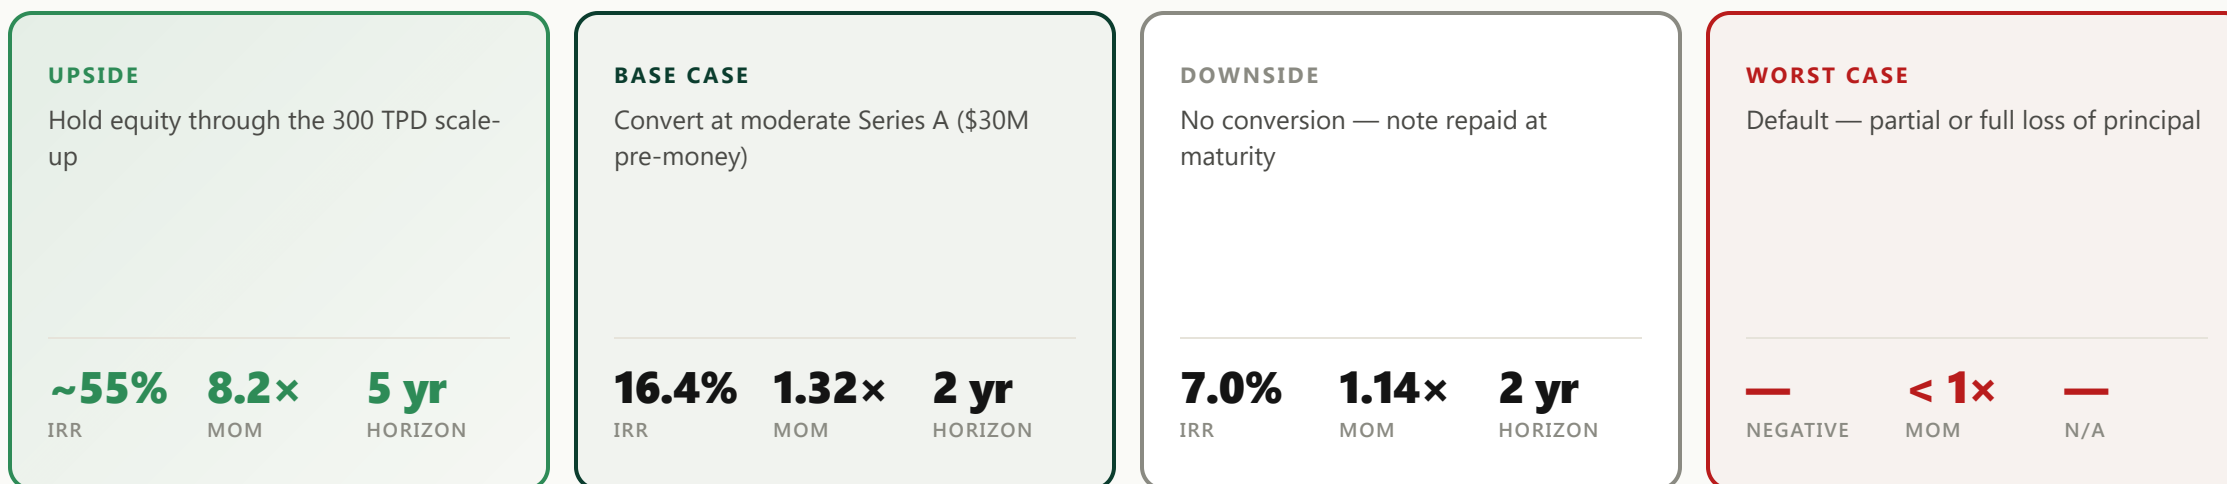 UPSIDE
Hold equity through the 300 TPD scale-
up
~55% 8.2× 5 yr
IRR MOM HORIZON
BASE CASE
Convert at moderate Series A ($30M
pre-money)
16.4% 1.32× 2 yr
IRR MOM HORIZON
DOWNSIDE
No conversion — note repaid at
maturity
7.0% 1.14× 2 yr
IRR MOM HORIZON
WORST CASE
Default — partial or full loss of principal
— < 1× —
NEGATIVE MOM N/A